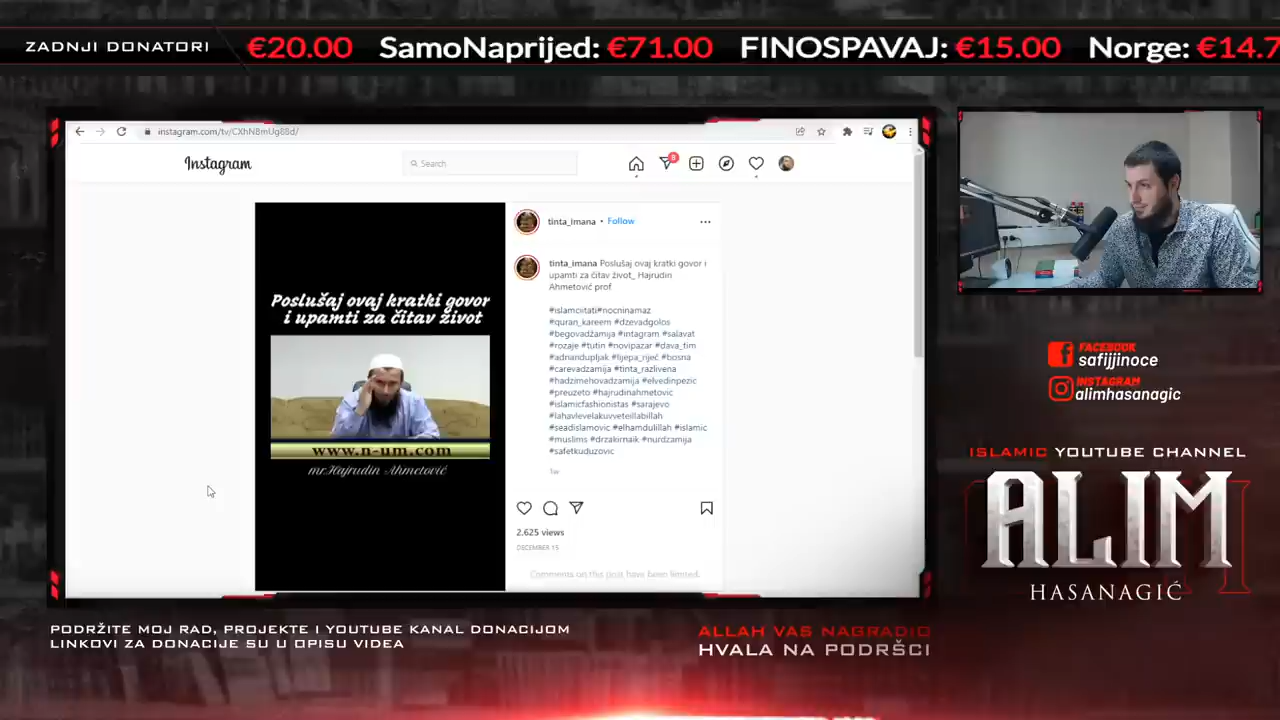 ZADNJI DONATORI
€20.00 SamoNaprijed: €71.00 FINOSPAVAJ: €15.00 Norge: €14.7
instagram.com/tv/CXhN8mUg88d/
Instagram
Search
9
tinta_imana • Follow
Poslušaj ovaj kratki govor
i upamti za čitav život
www.n-um.com
mr.Hajrudin Ahmetović
tinta_imana Poslušaj ovaj kratki govor i
upamti za čitav život_ Hajrudin
Ahmetović prof
#islamciitati#nocninamaz
#quran_kareem #dzevadgolos
#begovadžamija #intagram #salavat
#rozaje #tutin #novipazar #dava_tim
#adnandupljak #lijepa_riječ #bosna
#carevadzamija #tinta_razlivena
#hadzimehovadzamija #elvedinpezic
#preuzeto #hajrudinahmetovic
#islamicfashionistas #sarajevo
#lahavlevelakuvveteillabillah
#seadislamovic #elhamdulillah #islamic
#muslims #drzakirnaik #nurdzamija
#safetkuduzovic
1w
2.625 views
DECEMBER 15
Comments on this post have been limited.
FACEBOOK
safijjinoce
INSTAGRAM
alimhasanagic
ISLAMIC YOUTUBE CHANNEL
ALIM
HASANAGIĆ
PODRŽITE MOJ RAD, PROJEKTE I YOUTUBE KANAL DONACIJOM
LINKOVI ZA DONACIJE SU U OPISU VIDEA
ALLAH VAS NAGRADIO
HVALA NA PODRŠCI